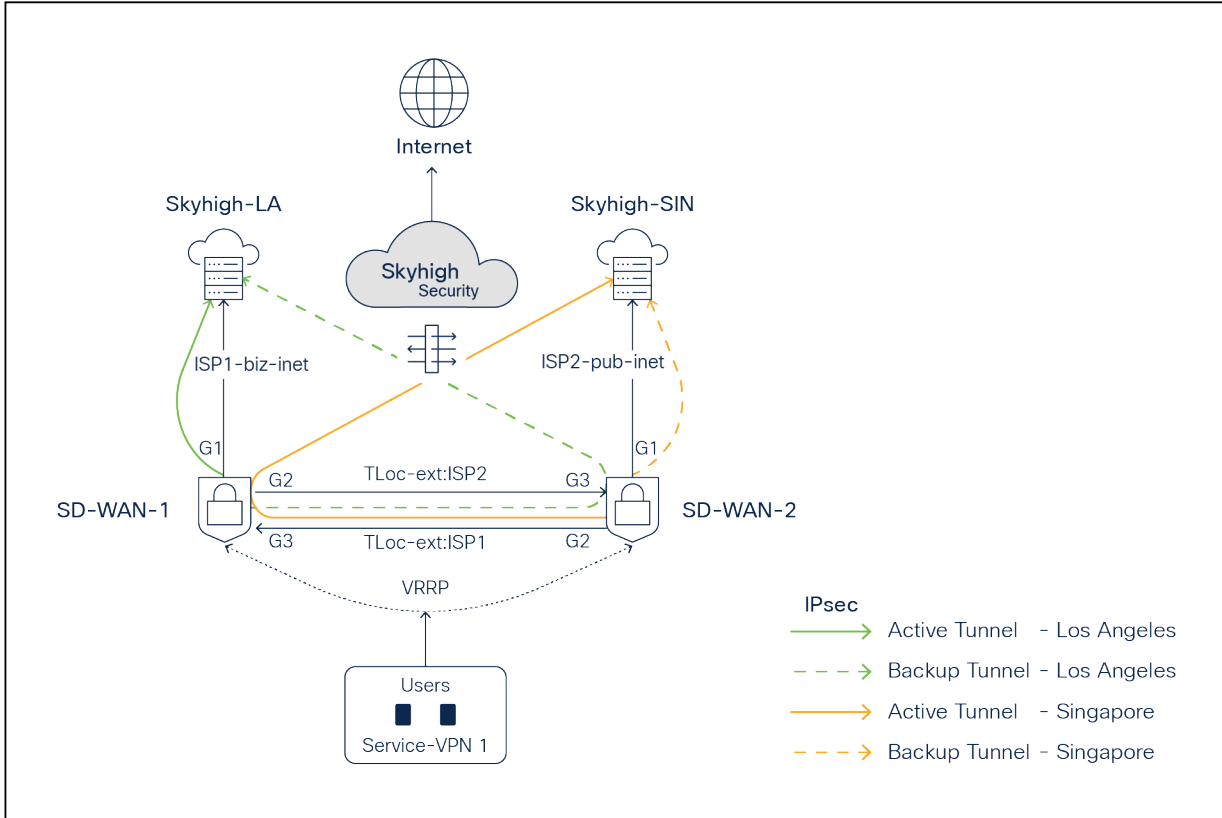 Internet
Skyhigh-LA
Skyhigh-SIN
Skyhigh
Security
ISP1-biz-inet
ISP2-pub-inet
G1
G1
G2
TLoc-ext:ISP2
G3
SD-WAN-1
SD-WAN-2
G3
TLoc-ext:ISP1
G2
VRRP
Users
Service-VPN 1
IPsec
Active Tunnel - Los Angeles
Backup Tunnel - Los Angeles
Active Tunnel - Singapore
Backup Tunnel - Singapore